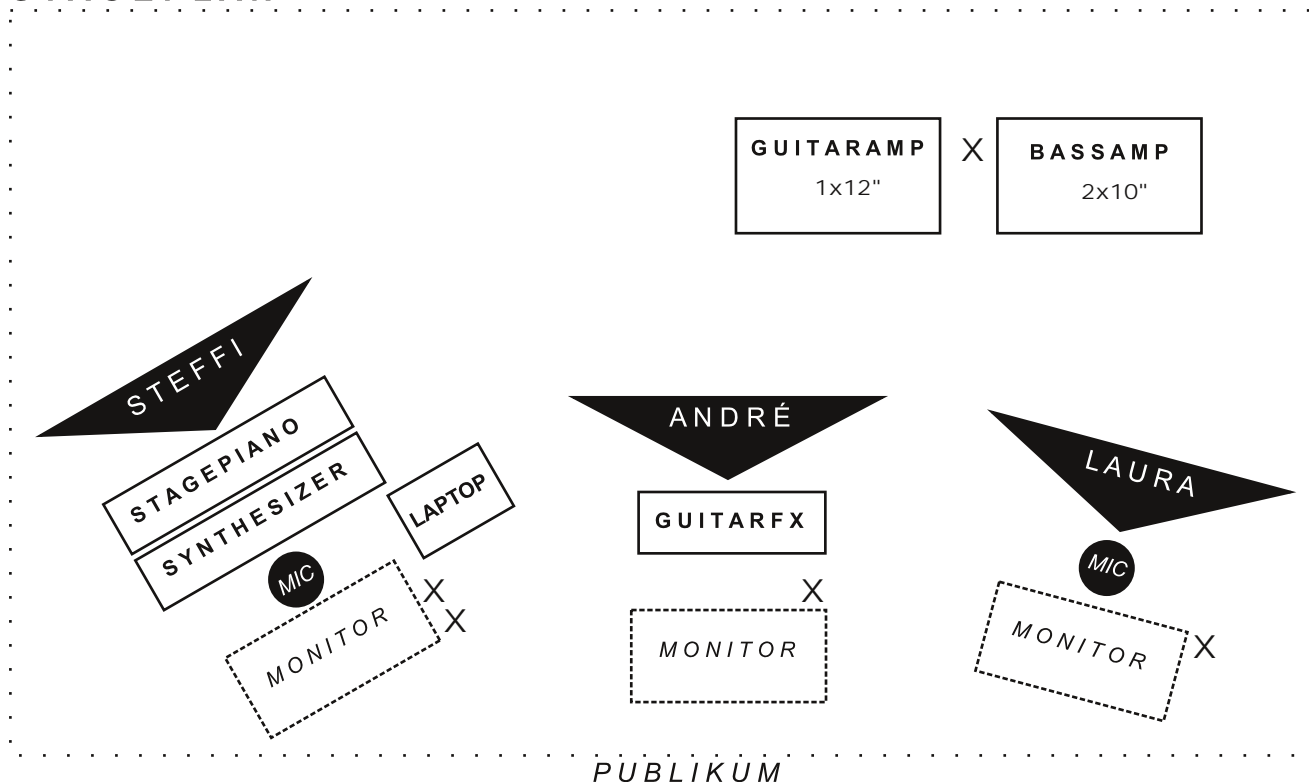 GUITARAMP
1x12"
X
BASSAMP
2x10"
STEFFI
STAGEPIANO
SYNTHESIZER
LAPTOP
MIC
MONITOR
X
X
ANDRÉ
GUITARFX
X
MONITOR
LAURA
MIC
MONITOR
X
PUBLIKUM